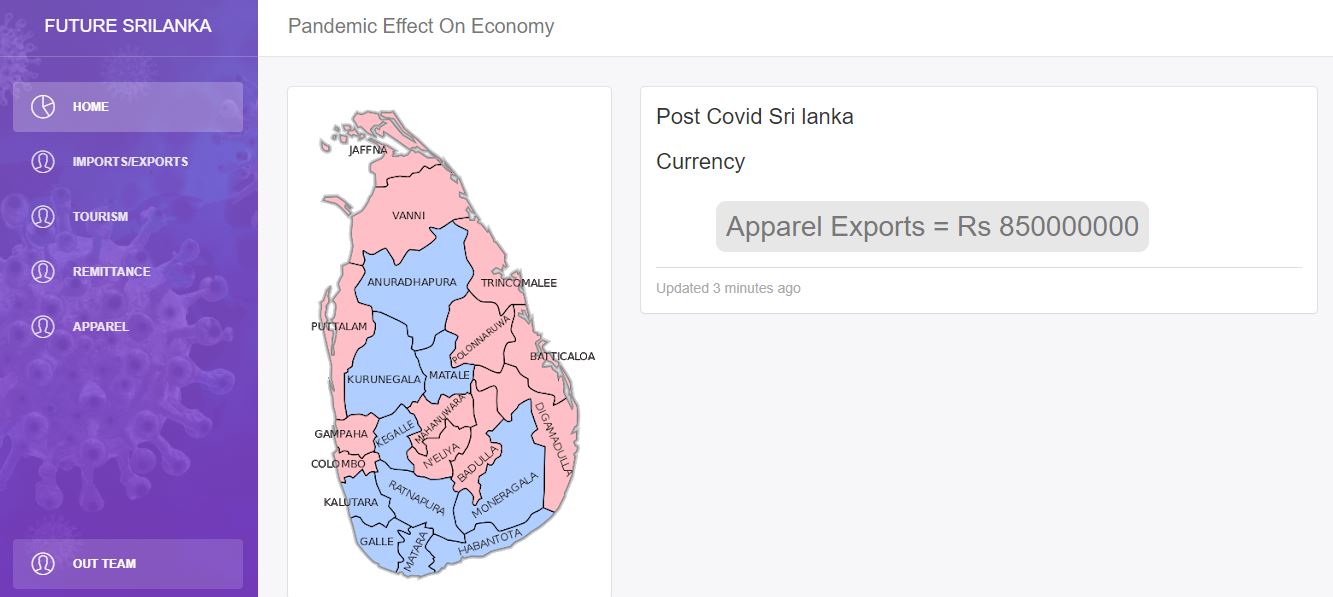 FUTURE SRILANKA
HOME
IMPORTS/EXPORTS
TOURISM
REMITTANCE
APPAREL
OUT TEAM
Pandemic Effect On Economy
JAFFNA
VANNI
ANURADHAPURA
TRINCOMALEE
PUTTALAM
POLONNARUWA
BATTICALOA
KURUNEGALA
MATALE
MAHANUWARA
DIGAMADULLA
GAMPAHA
KEGALLE
N'ELIYA
BADULLA
COLOMBO
RATNAPURA
MONERAGALA
KALUTARA
GALLE
MATARA
HABANTOTA
Post Covid Sri lanka
Currency
Apparel Exports = Rs 850000000
Updated 3 minutes ago